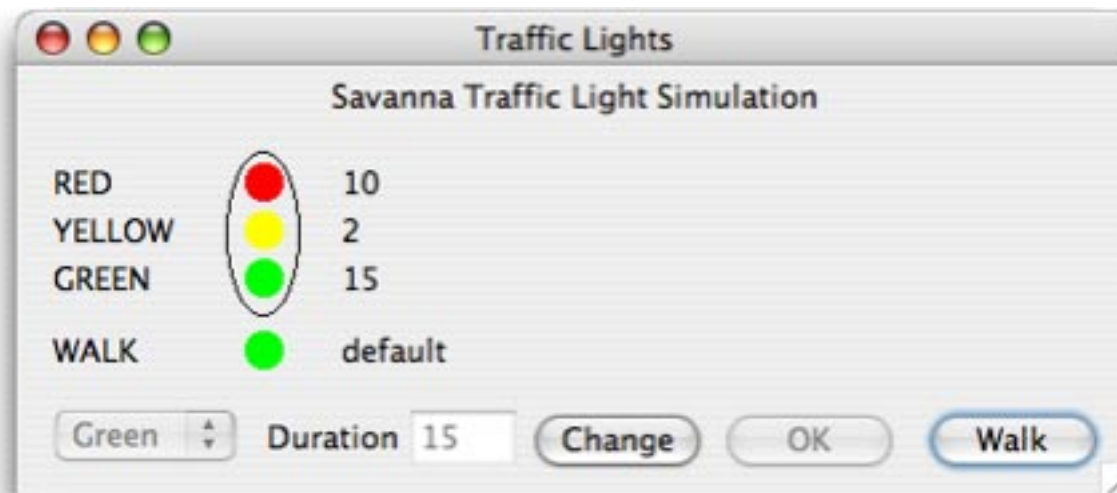 Traffic Lights
Savanna Traffic Light Simulation
RED 10
YELLOW 2
GREEN 15
WALK default
Green Duration 15 Change OK Walk